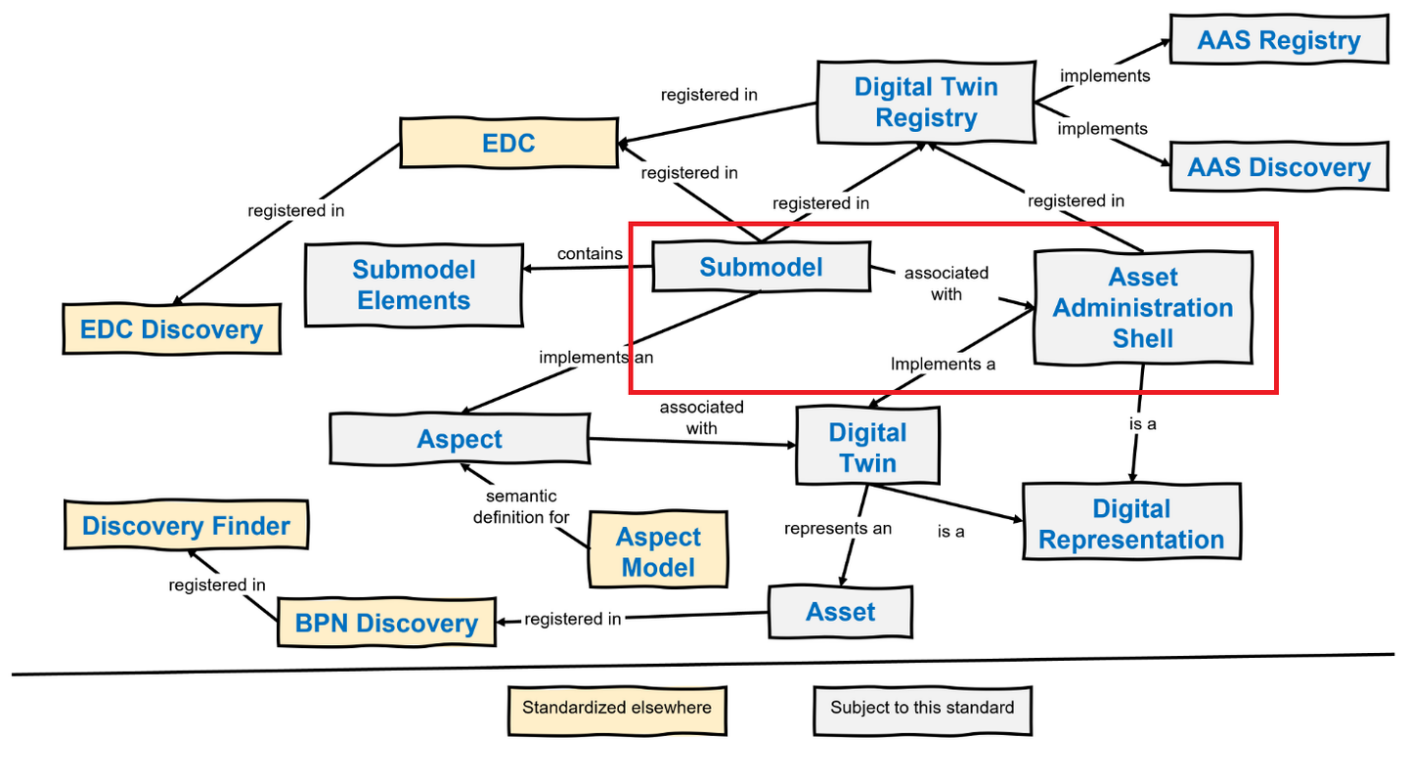 AAS Registry
implements
Digital Twin
Registry
registered in
implements
EDC
AAS Discovery
registered in
registered in
registered in
registered in
contains
Submodel
Submodel
Elements
associated
with
Asset
Administration
Shell
EDC Discovery
implements an
Implements a
associated
with
is a
Aspect
Digital
Twin
semantic
definition for
Discovery Finder
Aspect
Model
represents an
is a
Digital
Representation
registered in
BPN Discovery
registered in
Asset
Standardized elsewhere
Subject to this standard